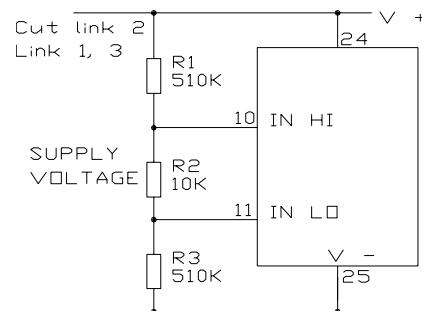 Cut link 2
Link 1, 3
V +
24
R1
510K
10
IN HI
SUPPLY
VOLTAGE
R2
10K
11
IN LO
R3
510K
V -
25